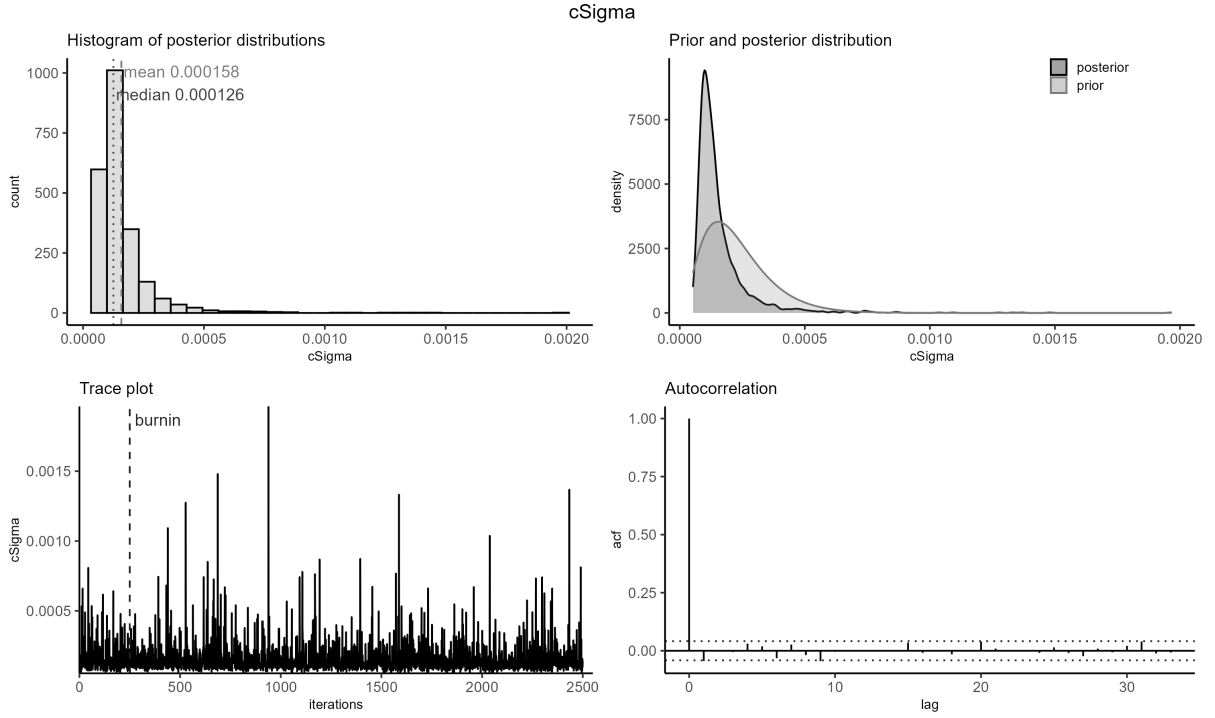 cSigma
Histogram of posterior distributions
1000
750
500
250
0
count
mean 0.000158
median 0.000126
0.0000
0.0005
0.0010
0.0015
0.0020
cSigma
Prior and posterior distribution
posterior
prior
7500
5000
2500
0
density
0.0000
0.0005
0.0010
0.0015
0.0020
cSigma
Trace plot
burnin
0.0015
0.0010
0.0005
cSigma
0
500
1000
1500
2000
2500
iterations
Autocorrelation
1.00
0.75
0.50
0.25
0.00
acf
0
10
20
30
lag